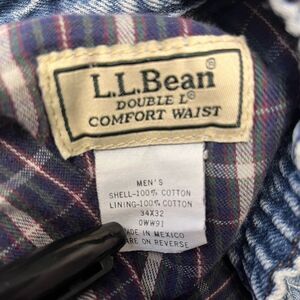 L.L.Bean
DOUBLE L®
COMFORT WAIST
MEN'S
SHELL-100% COTTON
LINING-100% COTTON
34X32
0WW91
MADE IN MEXICO
CARE ON REVERSE